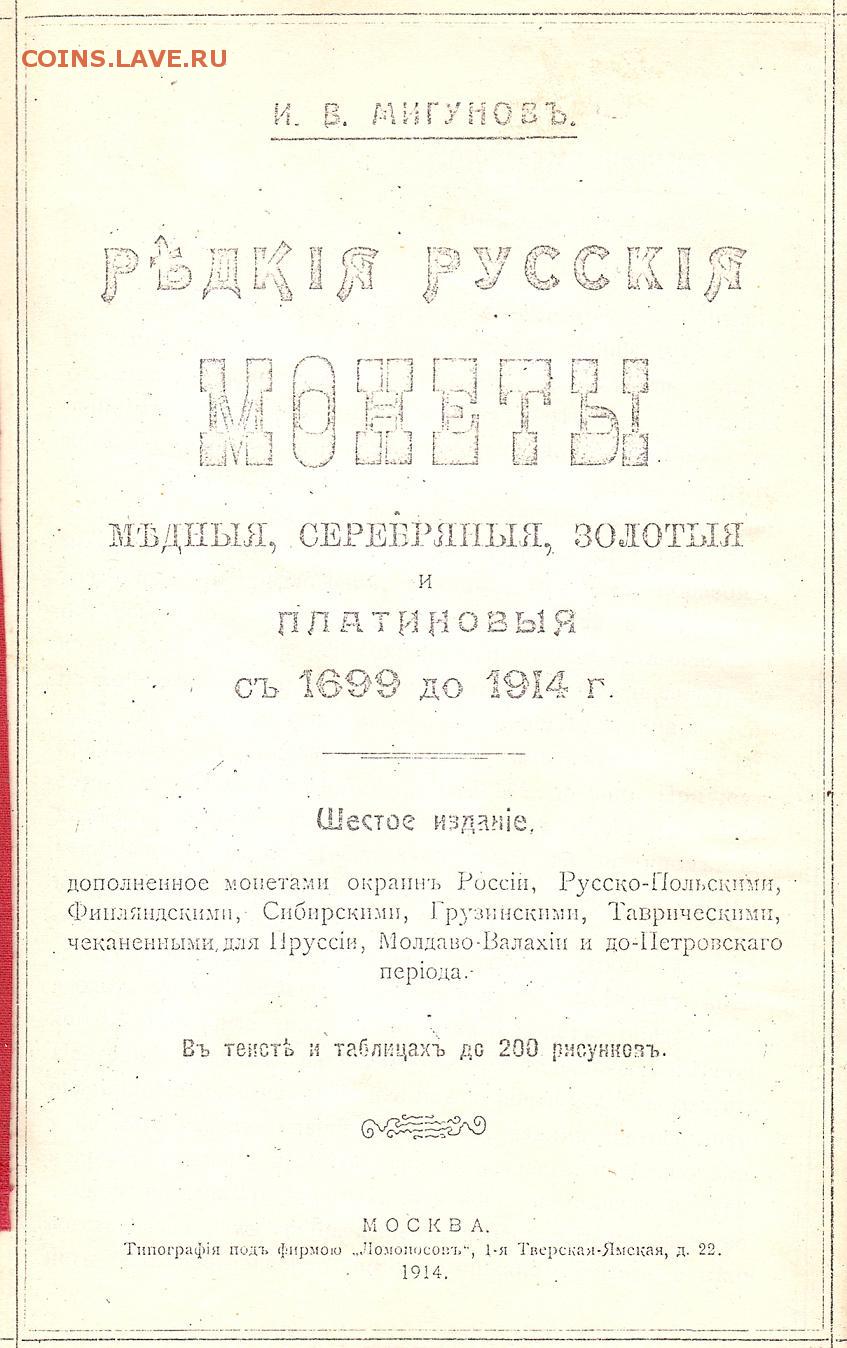 COINS.LAVE.RU
И. В. МИГУНОВЪ.
РѢДКІЯ РУССКІЯ
МОНЕТЫ
МѢДНЫЯ, СЕРЕБРЯНЫЯ, ЗОЛОТЫЯ
И
ПЛАТИНОВЫЯ
съ 1699 до 1914 г.
Шестое изданіе,
дополненное монетами окраинъ Россіи, Русско-Польскими,
Финляндскими, Сибирскими, Грузинскими, Таврическими,
чеканенными для Пруссіи, Молдаво-Валахіи и до-Петровскаго
періода.
Въ текстѣ и таблицахъ до 200 рисунковъ.
МОСКВА.
Типографія подъ фирмою „Ломоносовъ“, 1-я Тверская-Ямская, д. 22.
1914.